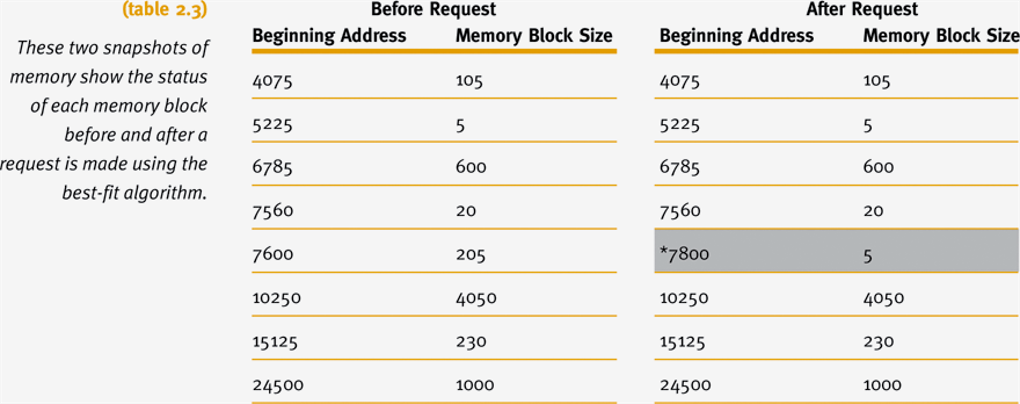 (table 2.3)
These two snapshots of
memory show the status
of each memory block
before and after a
request is made using the
best-fit algorithm.
Before Request After Request
Beginning Address Memory Block Size Beginning Address Memory Block Size
4075 105 4075 105
5225 5 5225 5
6785 600 6785 600
7560 20 7560 20
7600 205 *7800 5
10250 4050 10250 4050
15125 230 15125 230
24500 1000 24500 1000